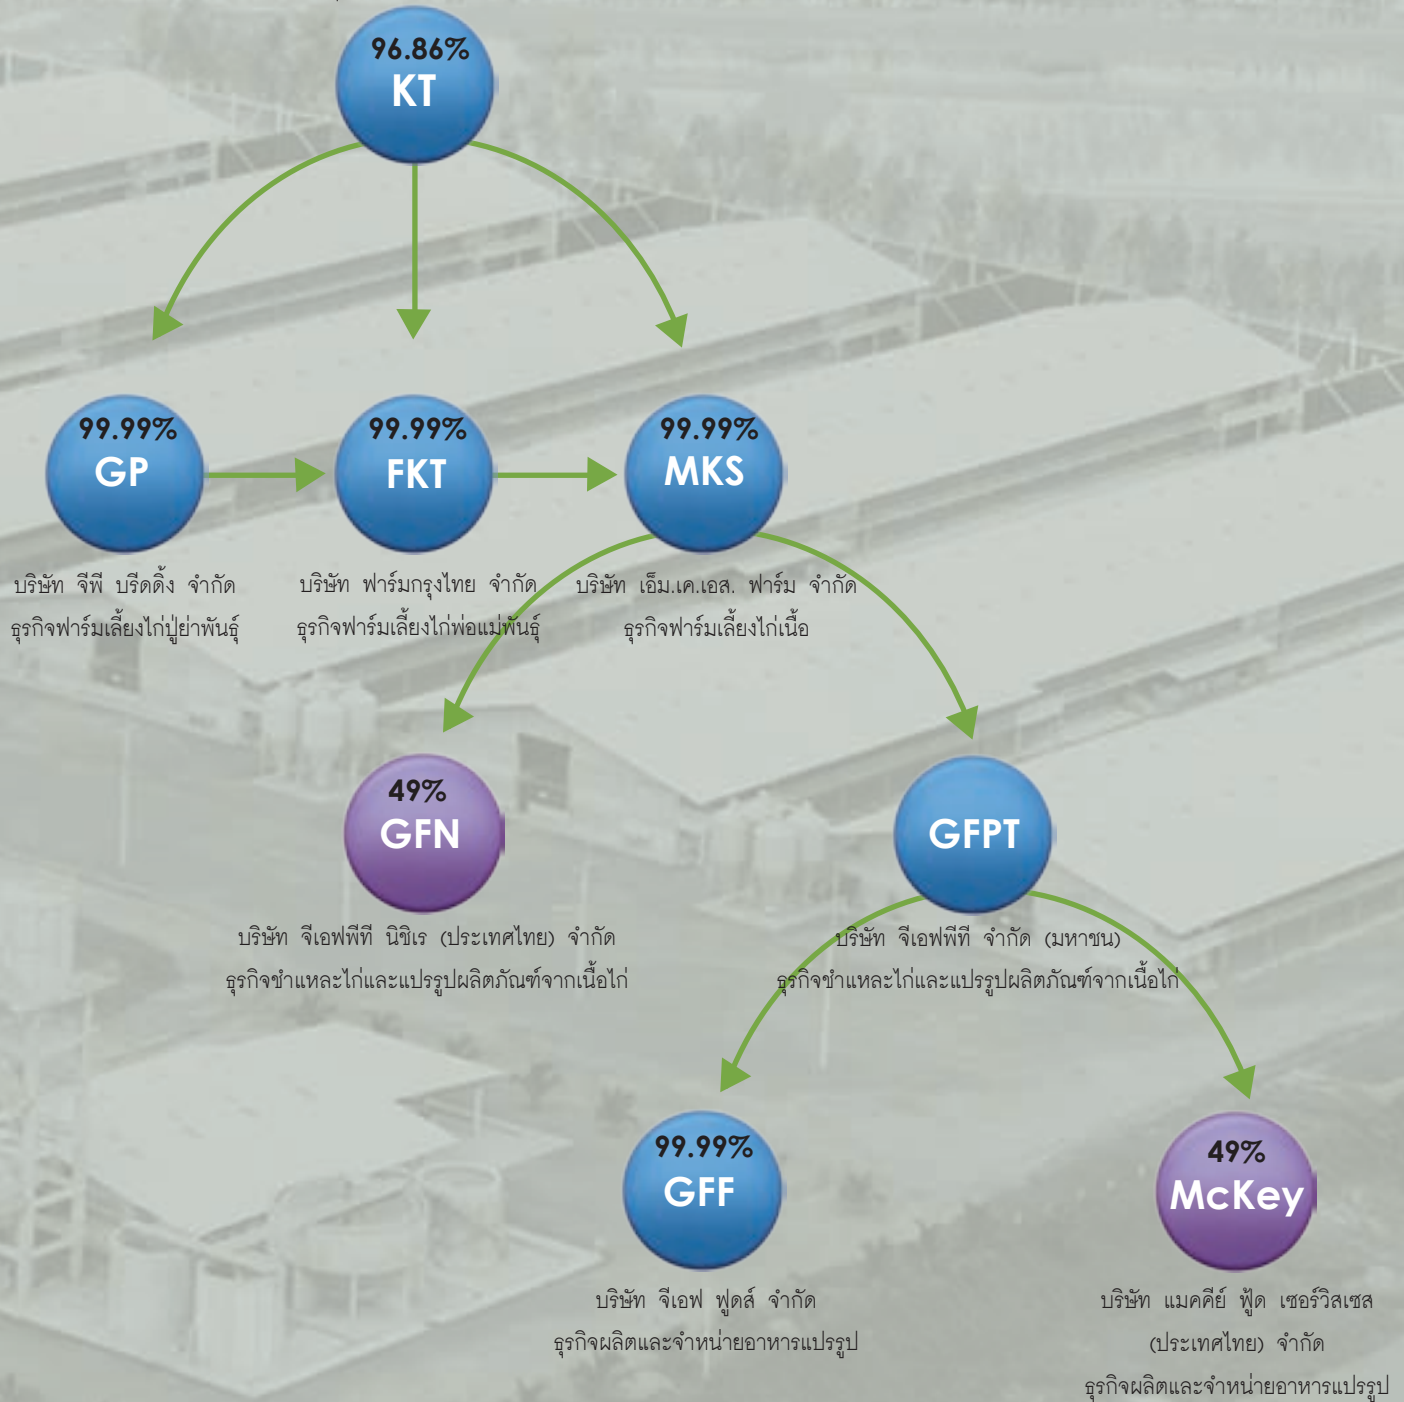 96.86%
KT
99.99%
GP
99.99%
FKT
99.99%
MKS
บริษัท จีพี บรีดดิ้ง จำกัด
ธุรกิจฟาร์มเลี้ยงไก่ปู่ย่าพันธุ์
บริษัท ฟาร์มกรุงไทย จำกัด
ธุรกิจฟาร์มเลี้ยงไก่พ่อแม่พันธุ์
บริษัท เอ็ม.เค.เอส. ฟาร์ม จำกัด
ธุรกิจฟาร์มเลี้ยงไก่เนื้อ
49%
GFN
GFPT
บริษัท จีเอฟพีที นิชิเร (ประเทศไทย) จำกัด
ธุรกิจชำแหละไก่และแปรรูปผลิตภัณฑ์จากเนื้อไก่
บริษัท จีเอฟพีที จำกัด (มหาชน)
ธุรกิจชำแหละไก่และแปรรูปผลิตภัณฑ์จากเนื้อไก่
99.99%
GFF
49%
McKey
บริษัท จีเอฟ ฟูดส์ จำกัด
ธุรกิจผลิตและจำหน่ายอาหารแปรรูป
บริษัท แมคคีย์ ฟู้ด เซอร์วิสเซส
(ประเทศไทย) จำกัด
ธุรกิจผลิตและจำหน่ายอาหารแปรรูป